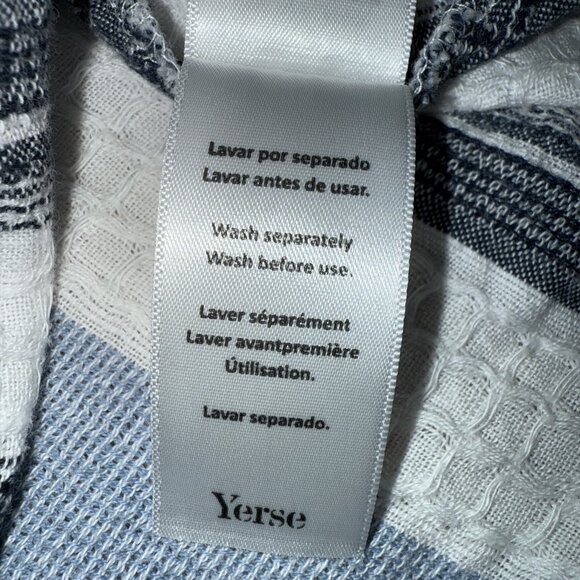 Lavar por separado
Lavar antes de usar.
Wash separately
Wash before use.
Laver séparément
Laver avantpremière
Útilisation.
Lavar separado.
Yerse